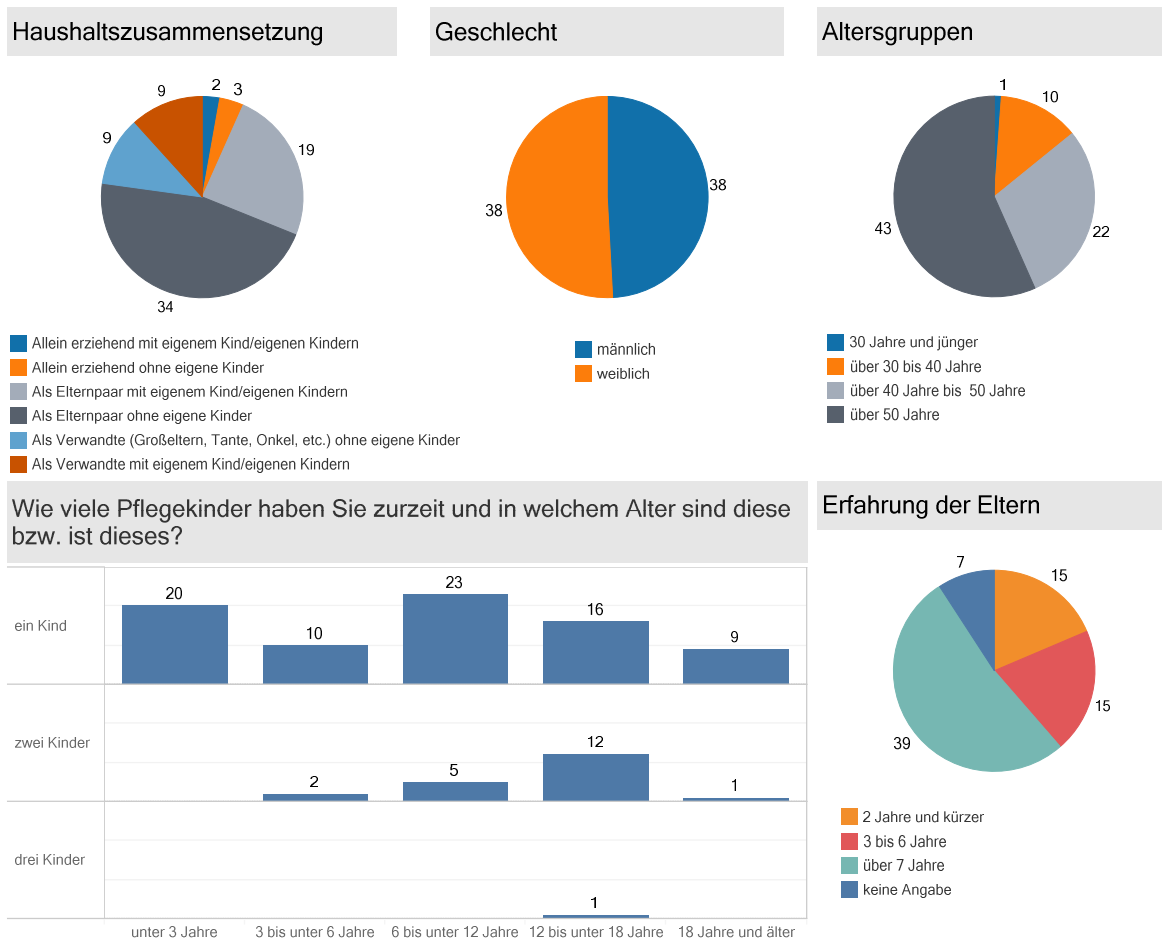 Haushaltszusammensetzung
Geschlecht
Altersgruppen
2
3
9
9
19
34
38
38
1
10
22
43
Allein erziehend mit eigenem Kind/eigenen Kindern
Allein erziehend ohne eigene Kinder
Als Elternpaar mit eigenem Kind/eigenen Kindern
Als Elternpaar ohne eigene Kinder
Als Verwandte (Großeltern, Tante, Onkel, etc.) ohne eigene Kinder
Als Verwandte mit eigenem Kind/eigenen Kindern
männlich
weiblich
30 Jahre und jünger
über 30 bis 40 Jahre
über 40 Jahre bis  50 Jahre
über 50 Jahre
Wie viele Pflegekinder haben Sie zurzeit und in welchem Alter sind diese
bzw. ist dieses?
ein Kind
20
10
23
16
9
zwei Kinder
2
5
12
1
drei Kinder
1
unter 3 Jahre
3 bis unter 6 Jahre
6 bis unter 12 Jahre
12 bis unter 18 Jahre
18 Jahre und älter
Erfahrung der Eltern
7
15
15
39
2 Jahre und kürzer
3 bis 6 Jahre
über 7 Jahre
keine Angabe